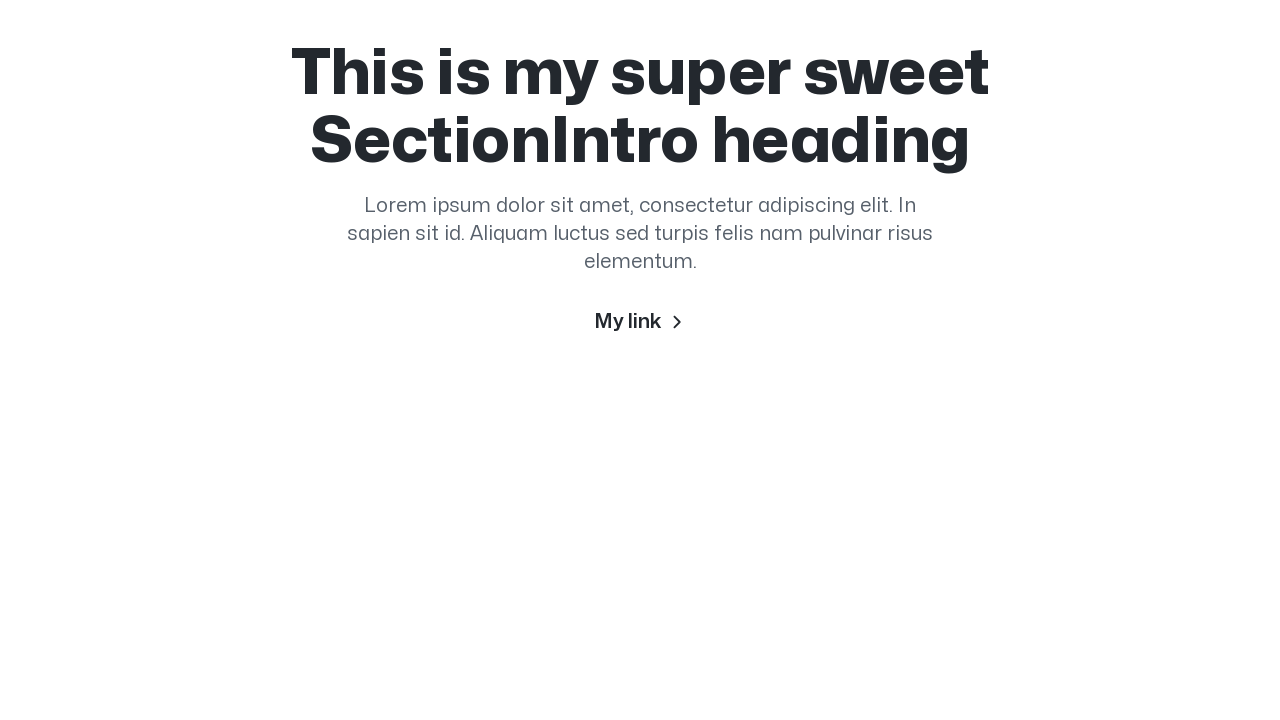 This is my super sweet
SectionIntro heading
Lorem ipsum dolor sit amet, consectetur adipiscing elit. In
sapien sit id. Aliquam luctus sed turpis felis nam pulvinar risus
elementum.
My link